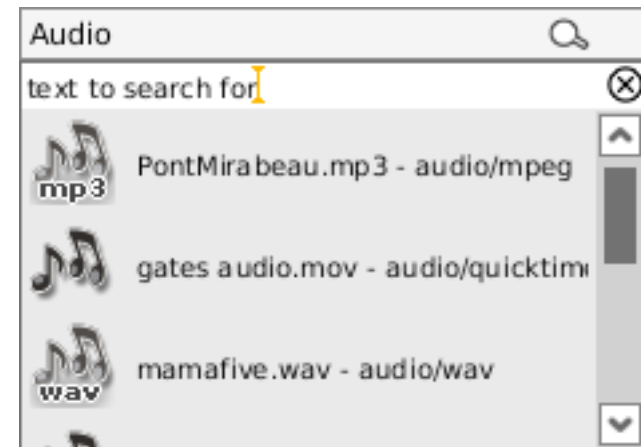 Audio
text to search for
mp3
PontMirabeau.mp3 - audio/mpeg
gates audio.mov - audio/quicktime
wav
mamafive.wav - audio/wav